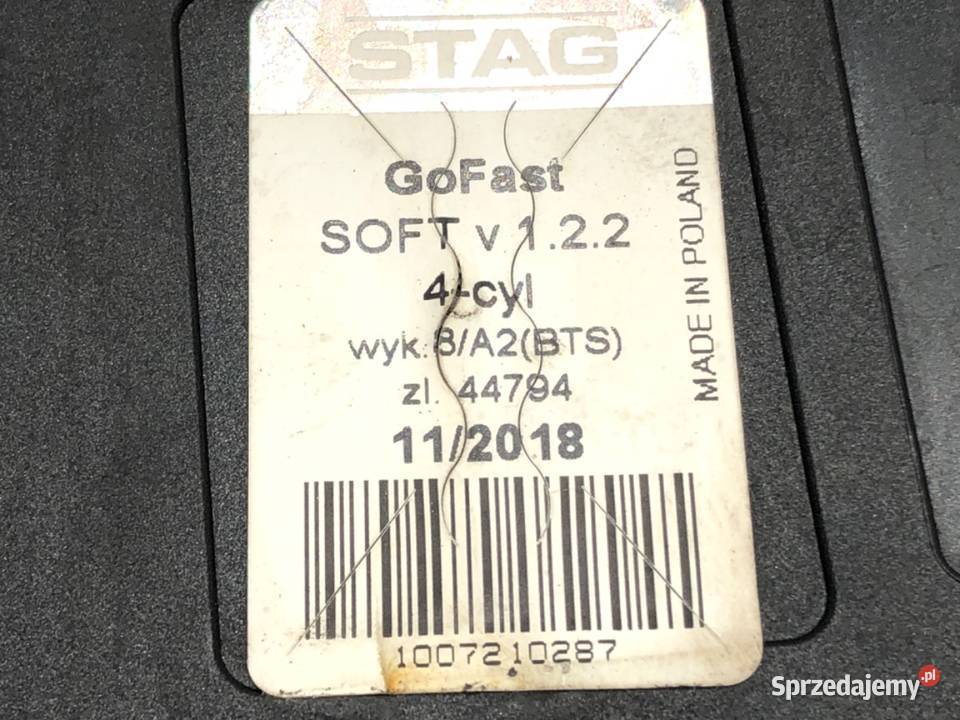 STAG
GoFast
SOFT v 1.2.2
4-cyl
wyk.8/A2(BTS)
zl. 44794
11/2018
MADE IN POLAND
1007210287
Sprzedajemy.pl